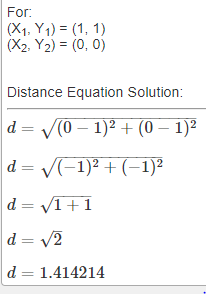 For:
(X₁, Y₁) = (1, 1)
(X₂, Y₂) = (0, 0)
Distance Equation Solution:
d = √((0 − 1)² + (0 − 1)²)
d = √((−1)² + (−1)²)
d = √(1 + 1)
d = √2
d = 1.414214